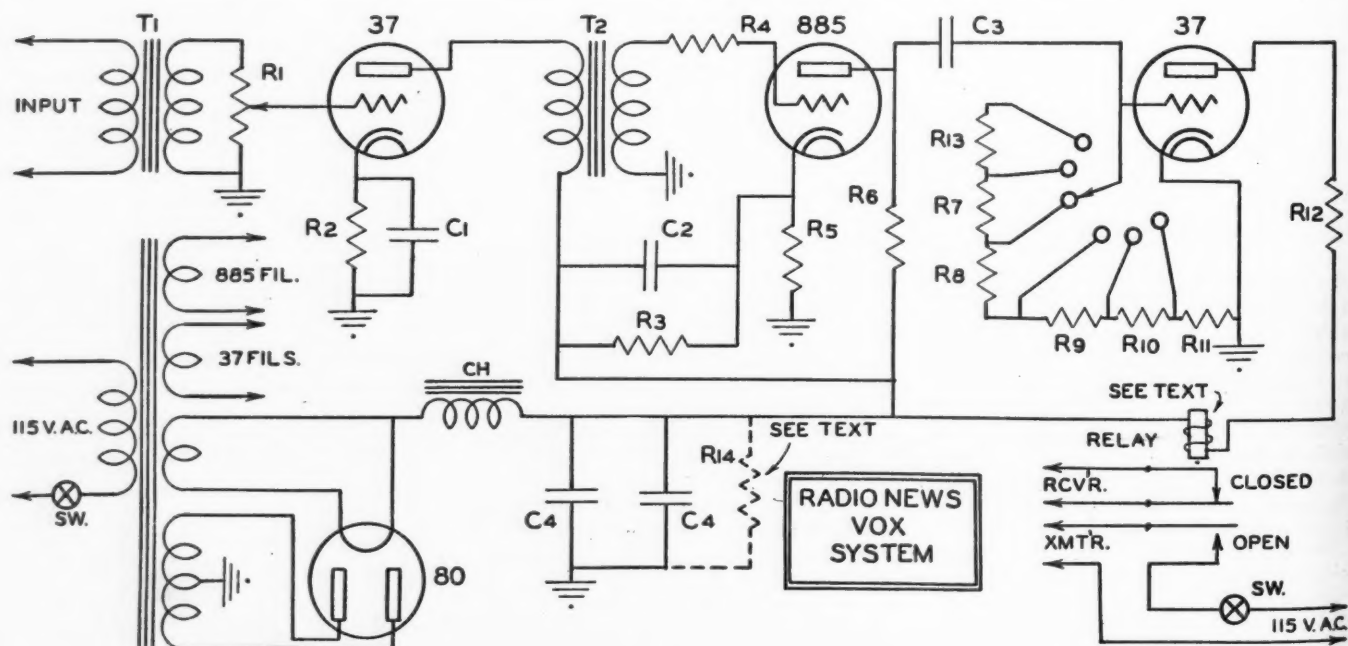 T1
37
T2
R4
885
C3
37
INPUT
R1
R13
R7
R8
R6
R12
R2
C1
C2
R5
R3
R9
R10
R11
885 FIL.
37 FILS.
CH
115 V. A.C.
SW.
SEE TEXT
R14
C4
C4
80
RADIO NEWS
VOX
SYSTEM
SEE TEXT
RELAY
RCV'R.
CLOSED
XMT'R.
OPEN
SW.
115 V. A.C.